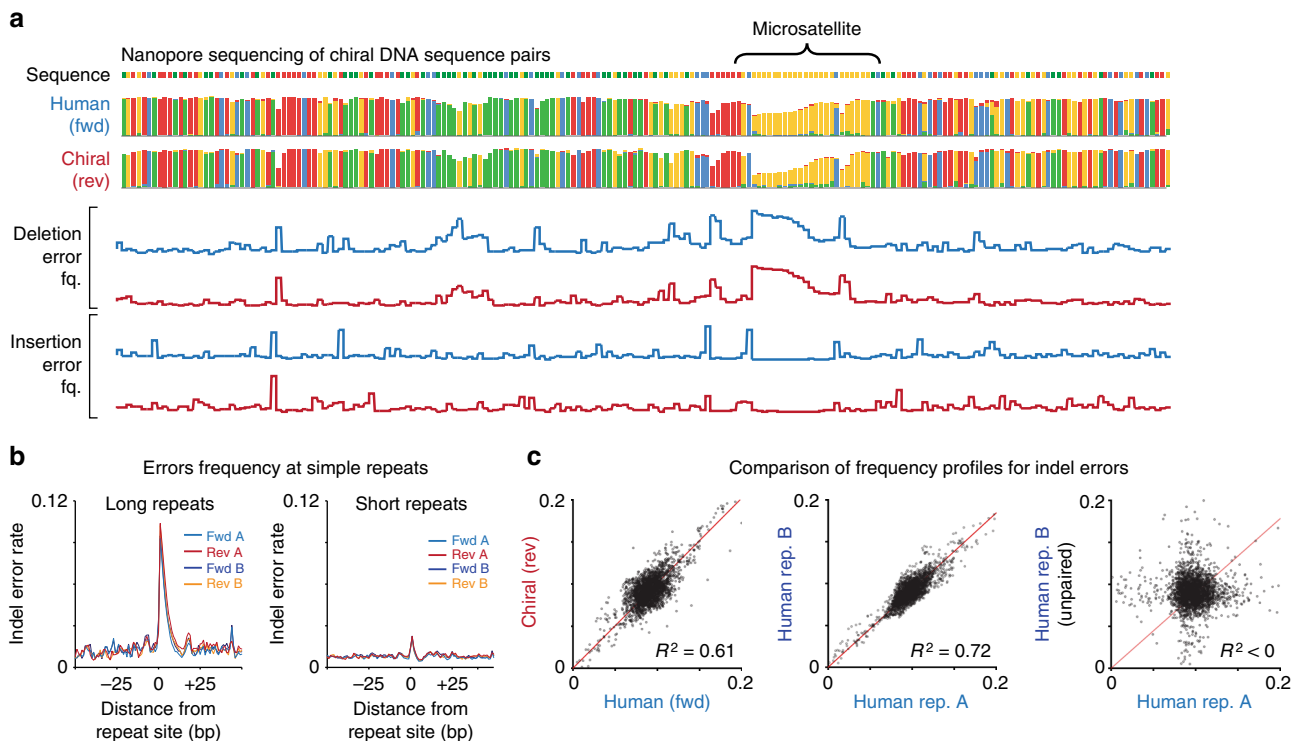 a
Nanopore sequencing of chiral DNA sequence pairs
Microsatellite
Sequence
Human
(fwd)
Chiral
(rev)
Deletion
error
fq.
Insertion
error
fq.
b
Errors frequency at simple repeats
Long repeats
0.12
Indel error rate
0
Fwd A
Rev A
Fwd B
Rev B
−25 0 +25
Distance from
repeat site (bp)
Short repeats
0.12
Indel error rate
0
Fwd A
Rev A
Fwd B
Rev B
−25 0 +25
Distance from
repeat site (bp)
c
Comparison of frequency profiles for indel errors
0.2
Chiral (rev)
0
R² = 0.61
0 0.2
Human (fwd)
0.2
Human rep. B
0
R² = 0.72
0 0.2
Human rep. A
0.2
Human rep. B
(unpaired)
0
R² < 0
0 0.2
Human rep. A